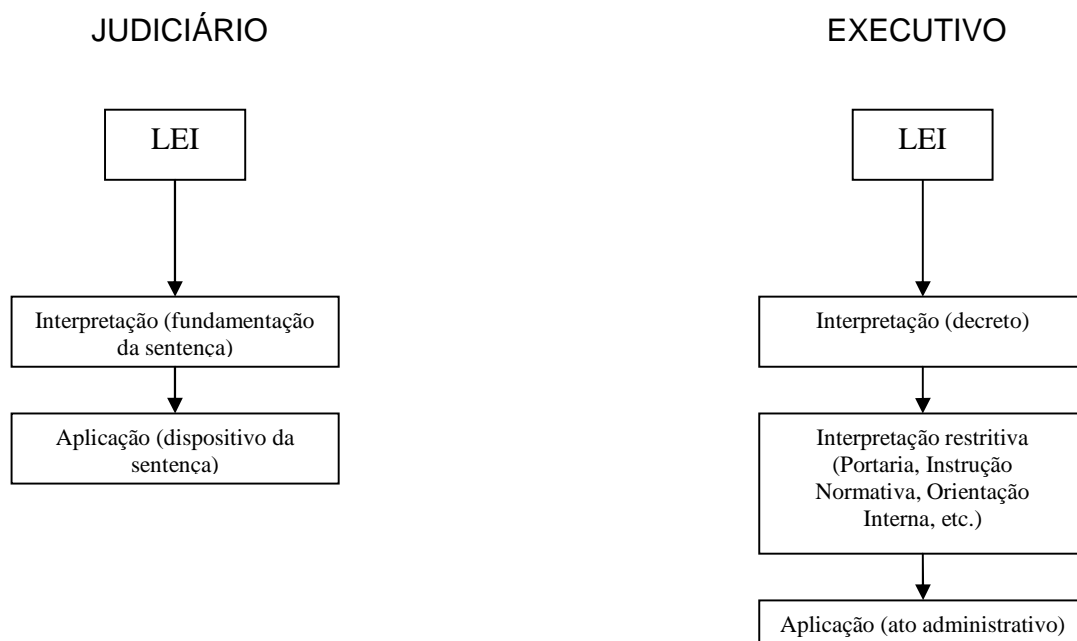 JUDICIÁRIO
LEI
Interpretação (fundamentação
da sentença)
Aplicação (dispositivo da
sentença)
EXECUTIVO
LEI
Interpretação (decreto)
Interpretação restritiva
(Portaria, Instrução
Normativa, Orientação
Interna, etc.)
Aplicação (ato administrativo)